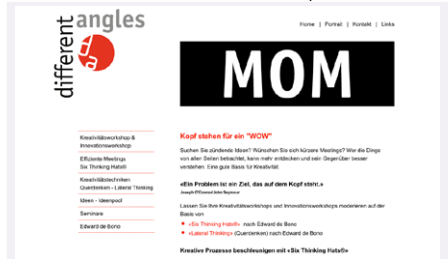 different
angles
da
Home | Portrait | Kontakt | Links
MOM
Kreativitätsworkshop &
Innovationsworkshop
Effiziente Meetings
Six Thinking Hats®
Kreativitätstechniken
Querdenken - Lateral Thinking
Ideen - Ideenpool
Seminare
Edward de Bono
Kopf stehen für ein "WOW"
Suchen Sie zündende Ideen? Wünschen Sie sich kürzere Meetings? Wer die Dinge
von allen Seiten betrachtet, kann mehr entdecken und sein Gegenüber besser
verstehen. Eine gute Basis für Kreativität.
«Ein Problem ist ein Ziel, das auf dem Kopf steht.»
Joseph O'Connor/John Seymour
Lassen Sie Ihre Kreativitätsworkshops und Innovationsworkshops moderieren auf der
Basis von
• «Six Thinking Hats®» nach Edward de Bono
• «Lateral Thinking» (Querdenken) nach Edward de Bono
Kreative Prozesse beschleunigen mit «Six Thinking Hats®»